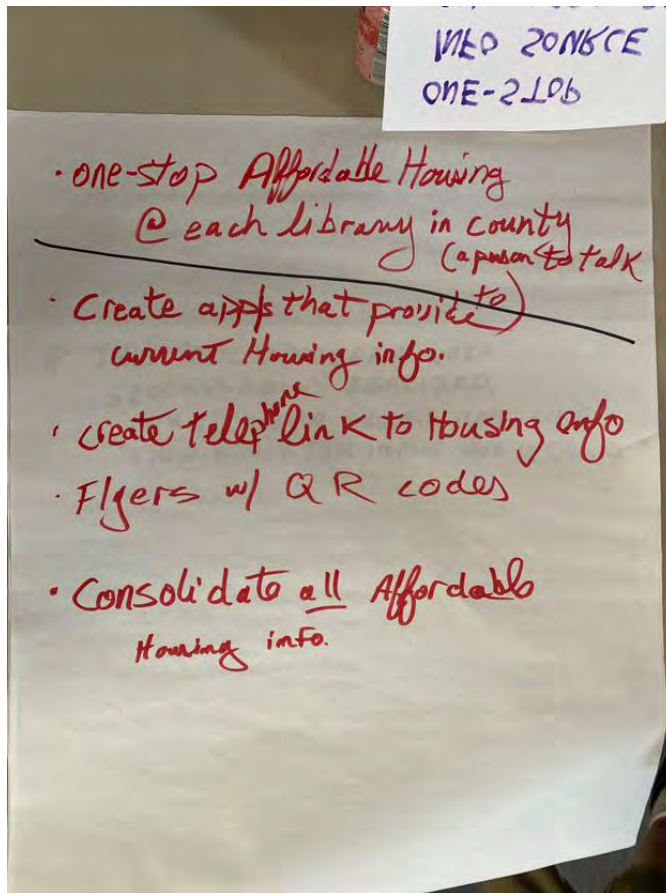 INFO SOURCE
ONE-STOP
· one-stop Affordable Housing
@ each library in county
(a person to talk
to)
· Create apps that provide
current Housing info.
· create telephone link to Housing info
· Flyers w/ QR codes
· Consolidate all Affordable
Housing info.